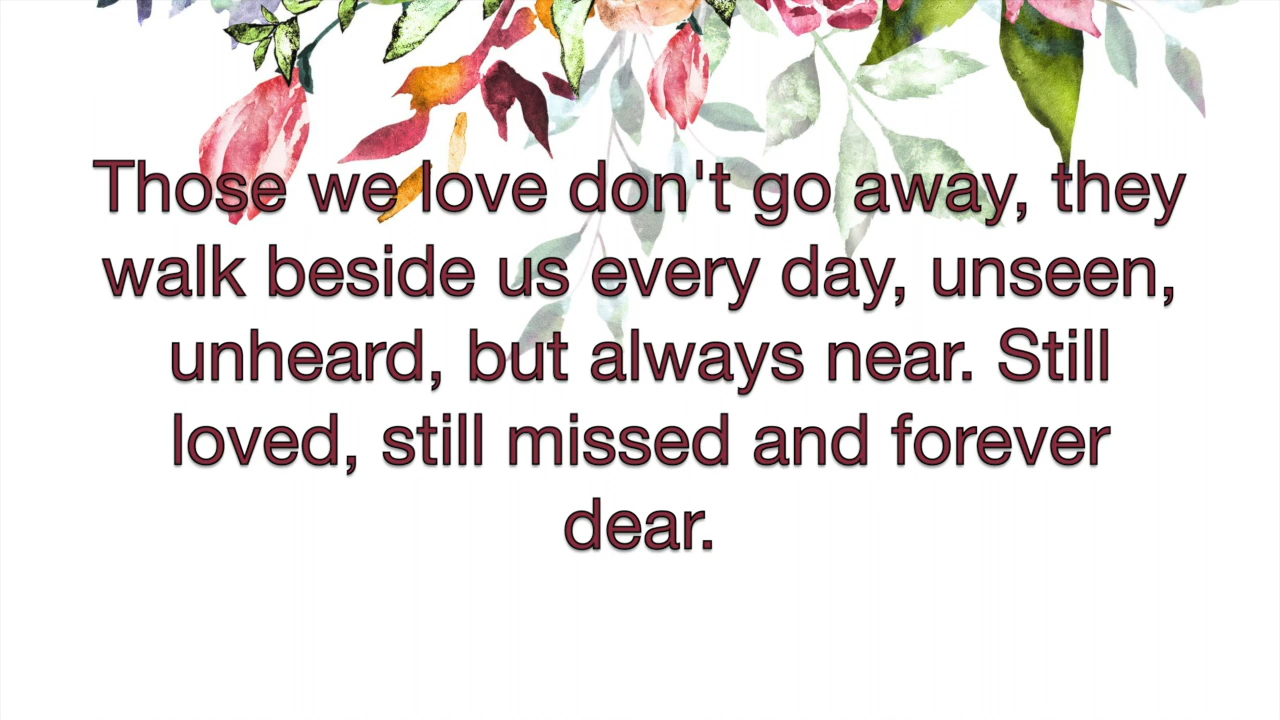 Those we love don't go away, they
walk beside us every day, unseen,
unheard, but always near. Still
loved, still missed and forever
dear.